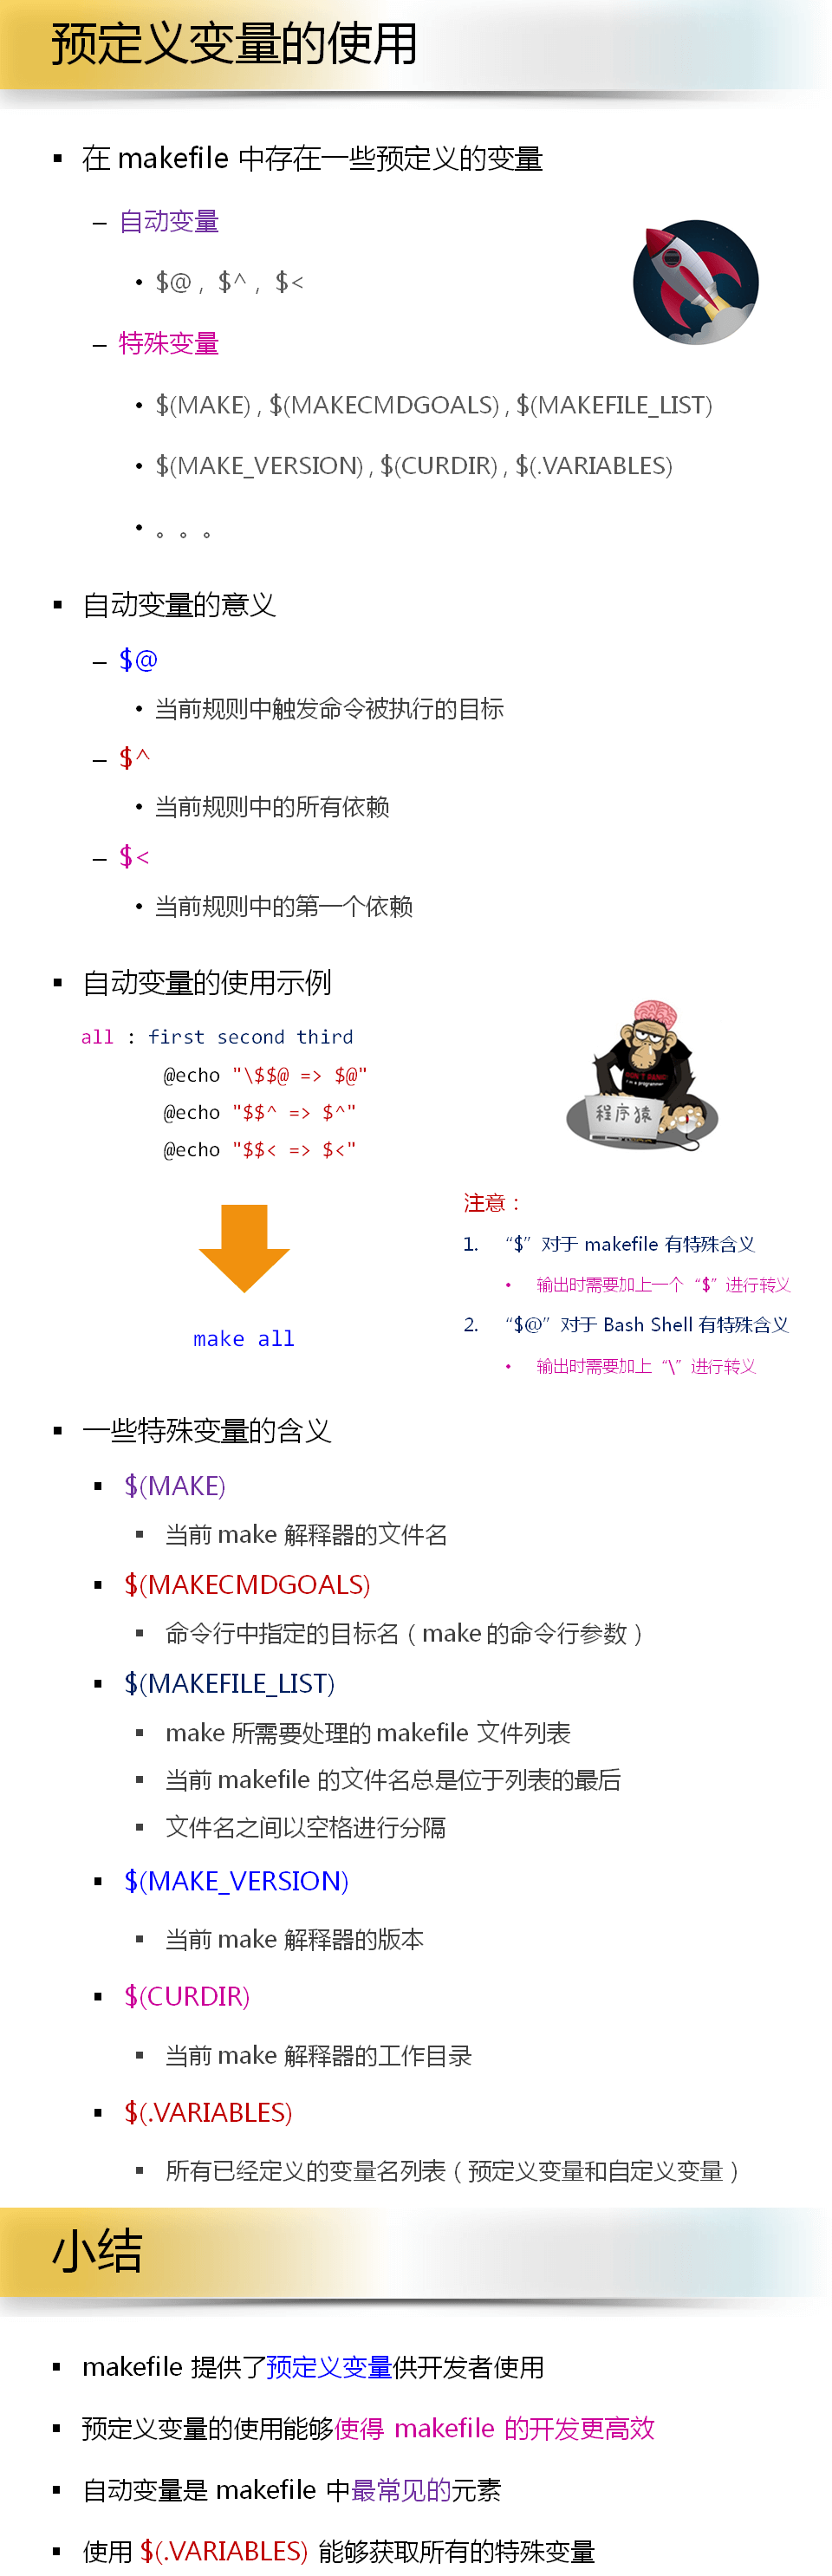 预定义变量的使用
▪ 在 makefile 中存在一些预定义的变量
– 自动变量
• $@ , $^ , $<
– 特殊变量
• $(MAKE) , $(MAKECMDGOALS) , $(MAKEFILE_LIST)
• $(MAKE_VERSION) , $(CURDIR) , $(.VARIABLES)
• 。。。
▪ 自动变量的意义
– $@
• 当前规则中触发命令被执行的目标
– $^
• 当前规则中的所有依赖
– $<
• 当前规则中的第一个依赖
▪ 自动变量的使用示例
all : first second third
@echo "\$$@ => $@"
@echo "$$^ => $^"
@echo "$$< => $<"
DON'T PANIC
I'm a programmer
程序猿
make all
注意：
1. “$”对于 makefile 有特殊含义
• 输出时需要加上一个“$”进行转义
2. “$@”对于 Bash Shell 有特殊含义
• 输出时需要加上“\”进行转义
▪ 一些特殊变量的含义
▪ $(MAKE)
▪ 当前 make 解释器的文件名
▪ $(MAKECMDGOALS)
▪ 命令行中指定的目标名（make 的命令行参数）
▪ $(MAKEFILE_LIST)
▪ make 所需要处理的 makefile 文件列表
▪ 当前 makefile 的文件名总是位于列表的最后
▪ 文件名之间以空格进行分隔
▪ $(MAKE_VERSION)
▪ 当前 make 解释器的版本
▪ $(CURDIR)
▪ 当前 make 解释器的工作目录
▪ $(.VARIABLES)
▪ 所有已经定义的变量名列表（预定义变量和自定义变量）
小结
▪ makefile 提供了预定义变量供开发者使用
▪ 预定义变量的使用能够使得 makefile 的开发更高效
▪ 自动变量是 makefile 中最常见的元素
▪ 使用 $(.VARIABLES) 能够获取所有的特殊变量